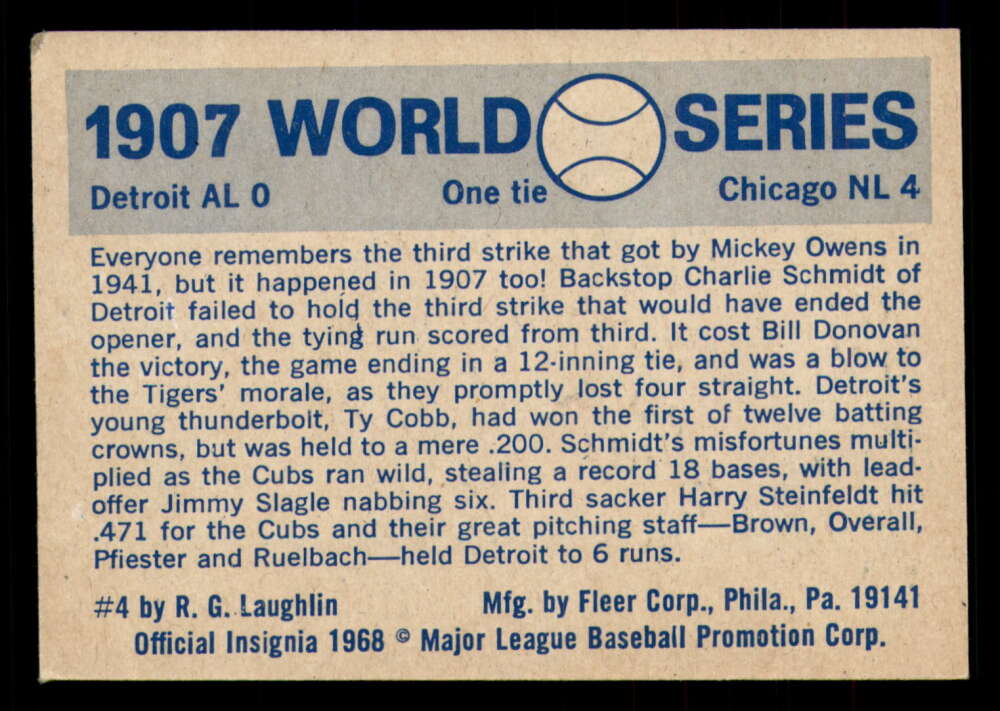 1907 WORLD SERIES
Detroit AL 0 One tie Chicago NL 4
Everyone remembers the third strike that got by Mickey Owens in
1941, but it happened in 1907 too! Backstop Charlie Schmidt of
Detroit failed to hold the third strike that would have ended the
opener, and the tying run scored from third. It cost Bill Donovan
the victory, the game ending in a 12-inning tie, and was a blow to
the Tigers' morale, as they promptly lost four straight. Detroit's
young thunderbolt, Ty Cobb, had won the first of twelve batting
crowns, but was held to a mere .200. Schmidt's misfortunes multi-
plied as the Cubs ran wild, stealing a record 18 bases, with lead-
offer Jimmy Slagle nabbing six. Third sacker Harry Steinfeldt hit
.471 for the Cubs and their great pitching staff—Brown, Overall,
Pfiester and Ruelbach—held Detroit to 6 runs.
#4 by R. G. Laughlin Mfg. by Fleer Corp., Phila., Pa. 19141
Official Insignia 1968 © Major League Baseball Promotion Corp.